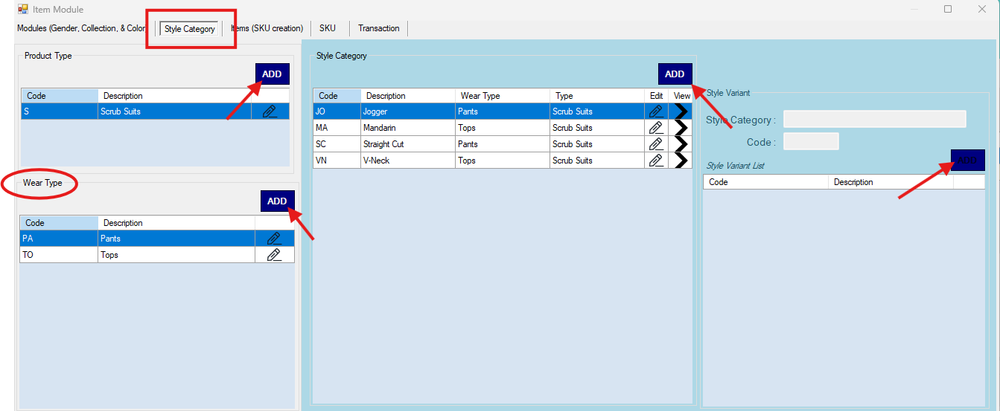 Item Module
Modules (Gender, Collection, & Color) Style Category Items (SKU creation) SKU Transaction
Product Type
ADD
Code Description
S Scrub Suits
Wear Type
ADD
Code Description
PA Pants
TO Tops
Style Category
ADD
Code Description Wear Type Type Edit View
JO Jogger Pants Scrub Suits
MA Mandarin Tops Scrub Suits
SC Straight Cut Pants Scrub Suits
VN V-Neck Tops Scrub Suits
Style Variant
Style Category :
Code :
ADD
Style Variant List
Code Description